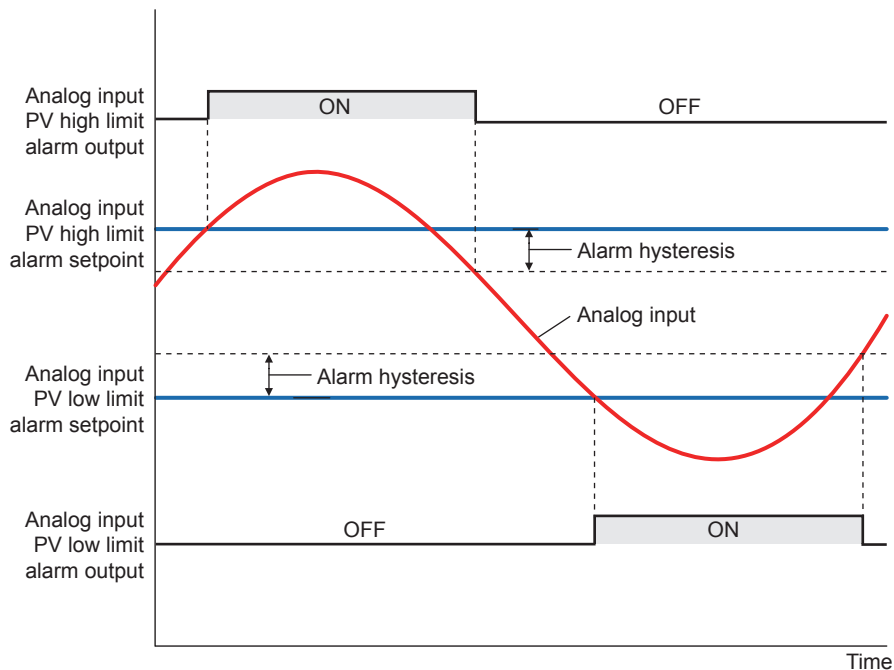 Analog input
PV high limit
alarm output
ON
OFF
Analog input
PV high limit
alarm setpoint
Alarm hysteresis
Analog input
Analog input
PV low limit
alarm setpoint
Alarm hysteresis
Analog input
PV low limit
alarm output
OFF
ON
Time